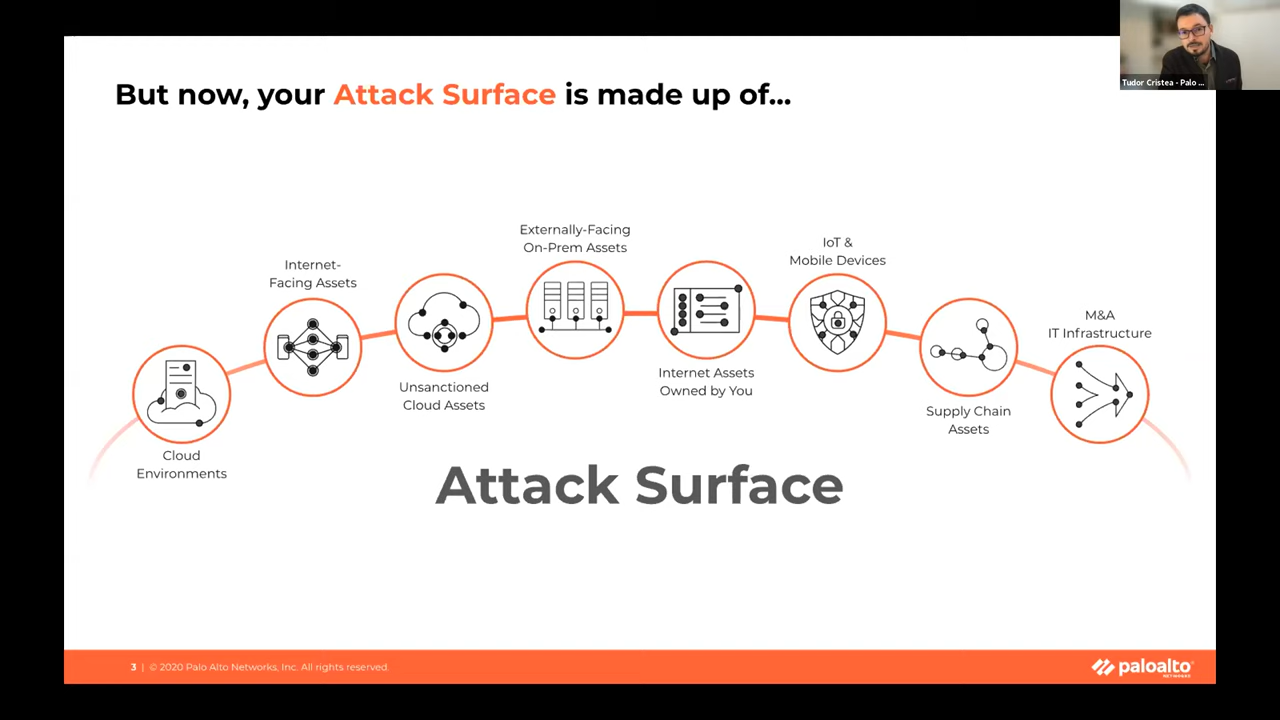 Tudor Cristea - Palo ...
But now, your Attack Surface is made up of...
Cloud
Environments
Internet-
Facing Assets
Unsanctioned
Cloud Assets
Externally-Facing
On-Prem Assets
Internet Assets
Owned by You
IoT &
Mobile Devices
Supply Chain
Assets
M&A
IT Infrastructure
Attack Surface
3 | © 2020 Palo Alto Networks, Inc. All rights reserved.
paloalto
NETWORKS